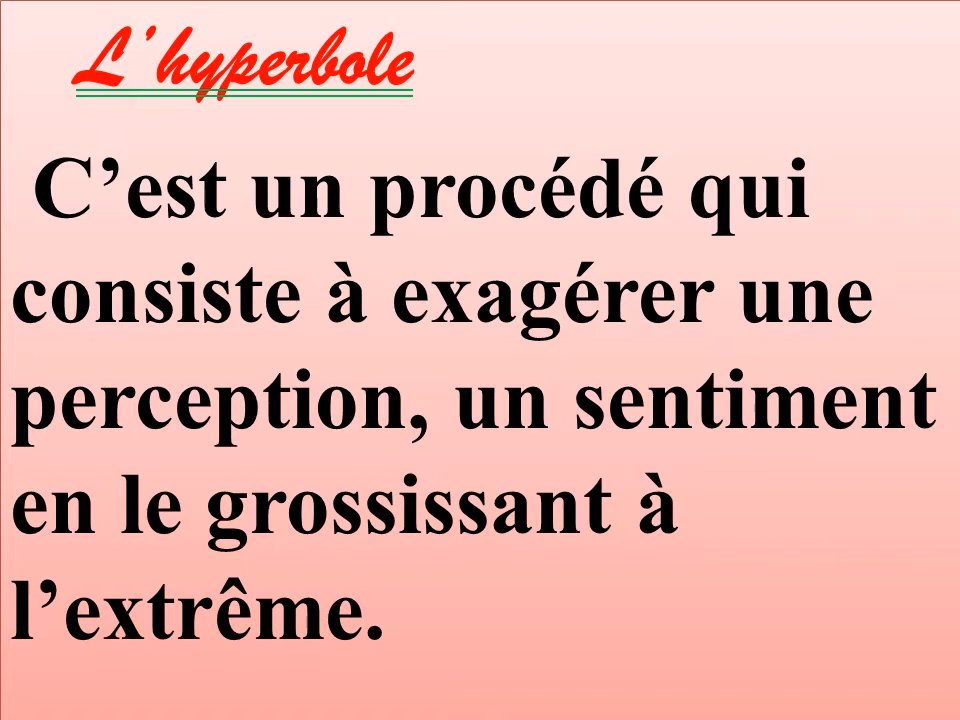 L’hyperbole
C’est un procédé qui
consiste à exagérer une
perception, un sentiment
en le grossissant à
l’extrême.